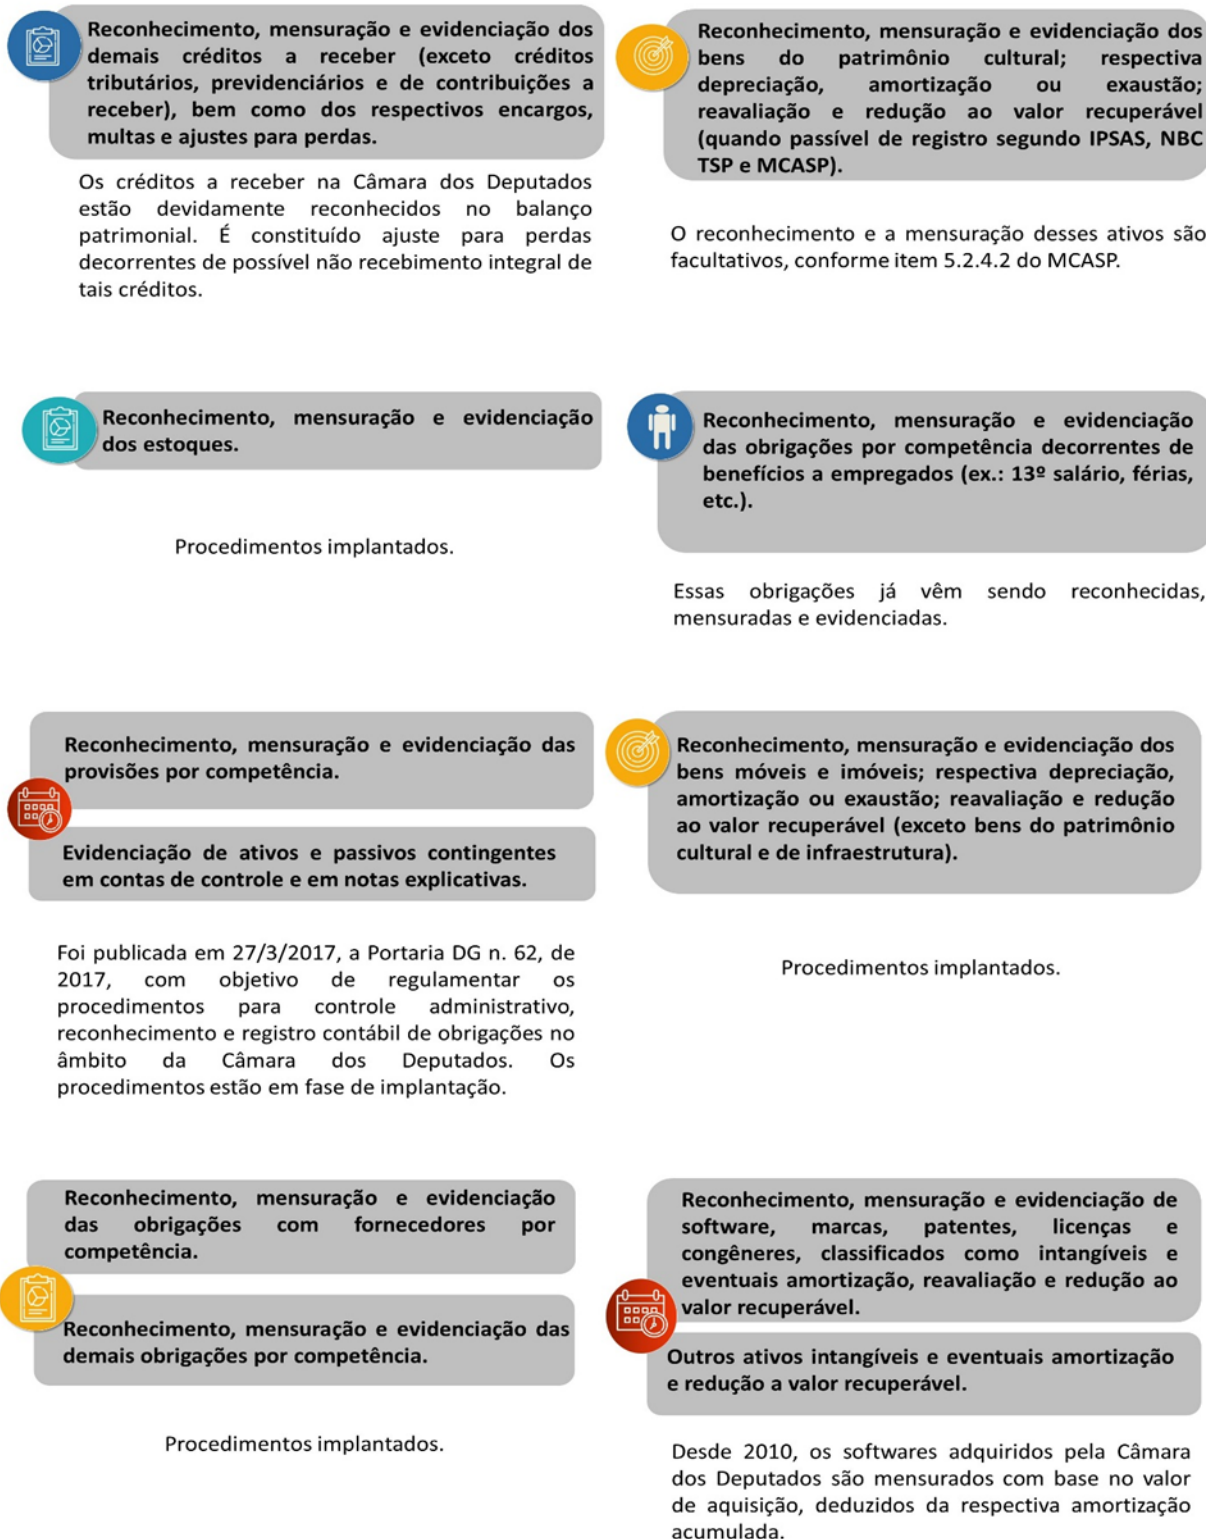 Reconhecimento, mensuração e evidenciação dos
demais créditos a receber (exceto créditos
tributários, previdenciários e de contribuições a
receber), bem como dos respectivos encargos,
multas e ajustes para perdas.
Os créditos a receber na Câmara dos Deputados
estão devidamente reconhecidos no balanço
patrimonial. É constituído ajuste para perdas
decorrentes de possível não recebimento integral de
tais créditos.
Reconhecimento, mensuração e evidenciação dos
bens do patrimônio cultural; respectiva
depreciação, amortização ou exaustão;
reavaliação e redução ao valor recuperável
(quando passível de registro segundo IPSAS, NBC
TSP e MCASP).
O reconhecimento e a mensuração desses ativos são
facultativos, conforme item 5.2.4.2 do MCASP.
Reconhecimento, mensuração e evidenciação
dos estoques.
Procedimentos implantados.
Reconhecimento, mensuração e evidenciação
das obrigações por competência decorrentes de
benefícios a empregados (ex.: 13º salário, férias,
etc.).
Essas obrigações já vêm sendo reconhecidas,
mensuradas e evidenciadas.
Reconhecimento, mensuração e evidenciação das
provisões por competência.
Evidenciação de ativos e passivos contingentes
em contas de controle e em notas explicativas.
Foi publicada em 27/3/2017, a Portaria DG n. 62, de
2017, com objetivo de regulamentar os
procedimentos para controle administrativo,
reconhecimento e registro contábil de obrigações no
âmbito da Câmara dos Deputados. Os
procedimentos estão em fase de implantação.
Reconhecimento, mensuração e evidenciação dos
bens móveis e imóveis; respectiva depreciação,
amortização ou exaustão; reavaliação e redução
ao valor recuperável (exceto bens do patrimônio
cultural e de infraestrutura).
Procedimentos implantados.
Reconhecimento, mensuração e evidenciação
das obrigações com fornecedores por
competência.
Reconhecimento, mensuração e evidenciação das
demais obrigações por competência.
Procedimentos implantados.
Reconhecimento, mensuração e evidenciação de
software, marcas, patentes, licenças e
congêneres, classificados como intangíveis e
eventuais amortização, reavaliação e redução ao
valor recuperável.
Outros ativos intangíveis e eventuais amortização
e redução a valor recuperável.
Desde 2010, os softwares adquiridos pela Câmara
dos Deputados são mensurados com base no valor
de aquisição, deduzidos da respectiva amortização
acumulada.